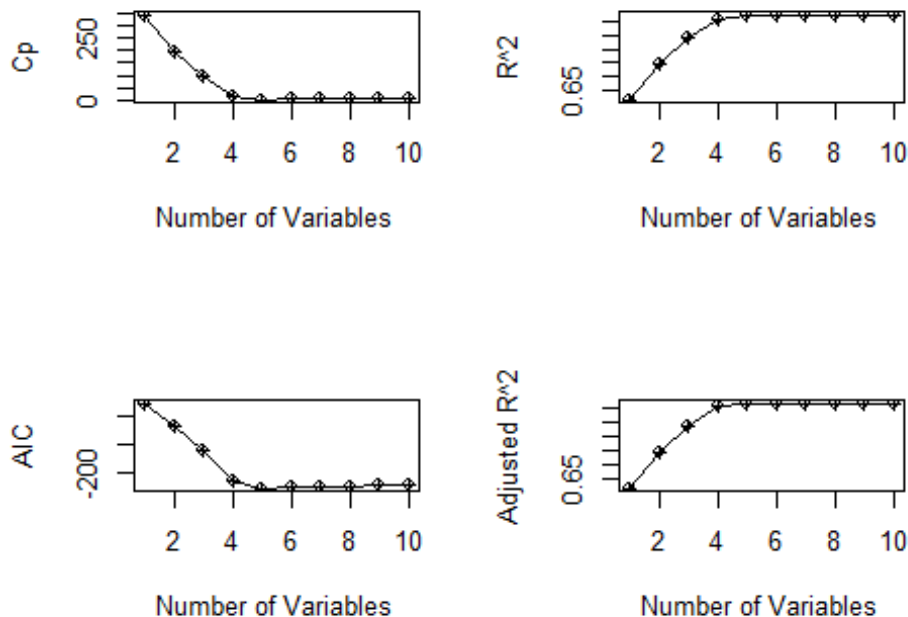 Cp
250
0
2 4 6 8 10
Number of Variables
R^2
0.65
2 4 6 8 10
Number of Variables
AIC
-200
2 4 6 8 10
Number of Variables
Adjusted R^2
0.65
2 4 6 8 10
Number of Variables